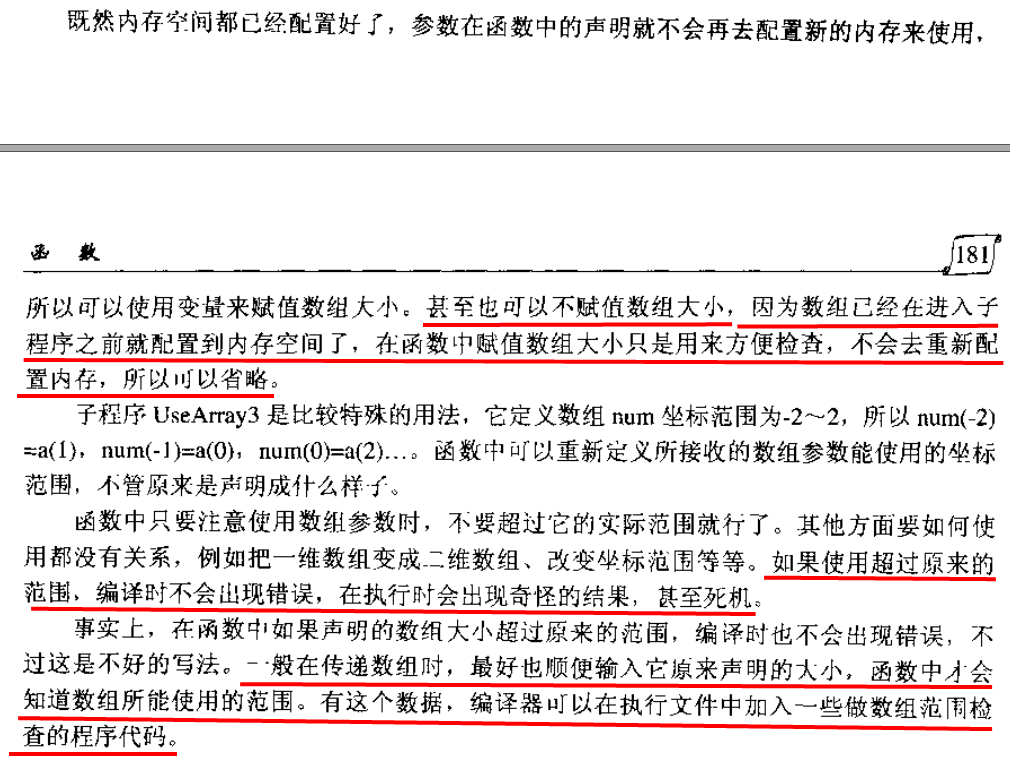 既然内存空间都已经配置好了，参数在函数中的声明就不会再去配置新的内存来使用，
函 数
181
所以可以使用变量来赋值数组大小。甚至也可以不赋值数组大小，因为数组已经在进入子
程序之前就配置到内存空间了，在函数中赋值数组大小只是用来方便检查，不会去重新配
置内存，所以可以省略。
子程序 UseArray3 是比较特殊的用法，它定义数组 num 坐标范围为-2～2，所以 num(-2)
=a(1)，num(-1)=a(0)，num(0)=a(2)…。函数中可以重新定义所接收的数组参数能使用的坐标
范围，不管原来是声明成什么样子。
函数中只要注意使用数组参数时，不要超过它的实际范围就行了。其他方面要如何使
用都没有关系，例如把一维数组变成二维数组、改变坐标范围等等。如果使用超过原来的
范围，编译时不会出现错误，在执行时会出现奇怪的结果，甚至死机。
事实上，在函数中如果声明的数组大小超过原来的范围，编译时也不会出现错误，不
过这是不好的写法。一般在传递数组时，最好也顺便输入它原来声明的大小，函数中才会
知道数组所能使用的范围。有这个数据，编译器可以在执行文件中加入一些做数组范围检
查的程序代码。